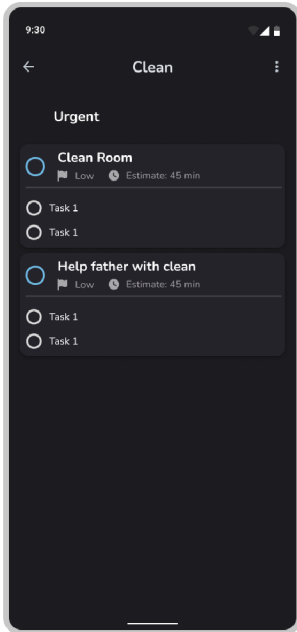 9:30
Clean
Urgent
Clean Room
Low Estimate: 45 min
Task 1
Task 1
Help father with clean
Low Estimate: 45 min
Task 1
Task 1